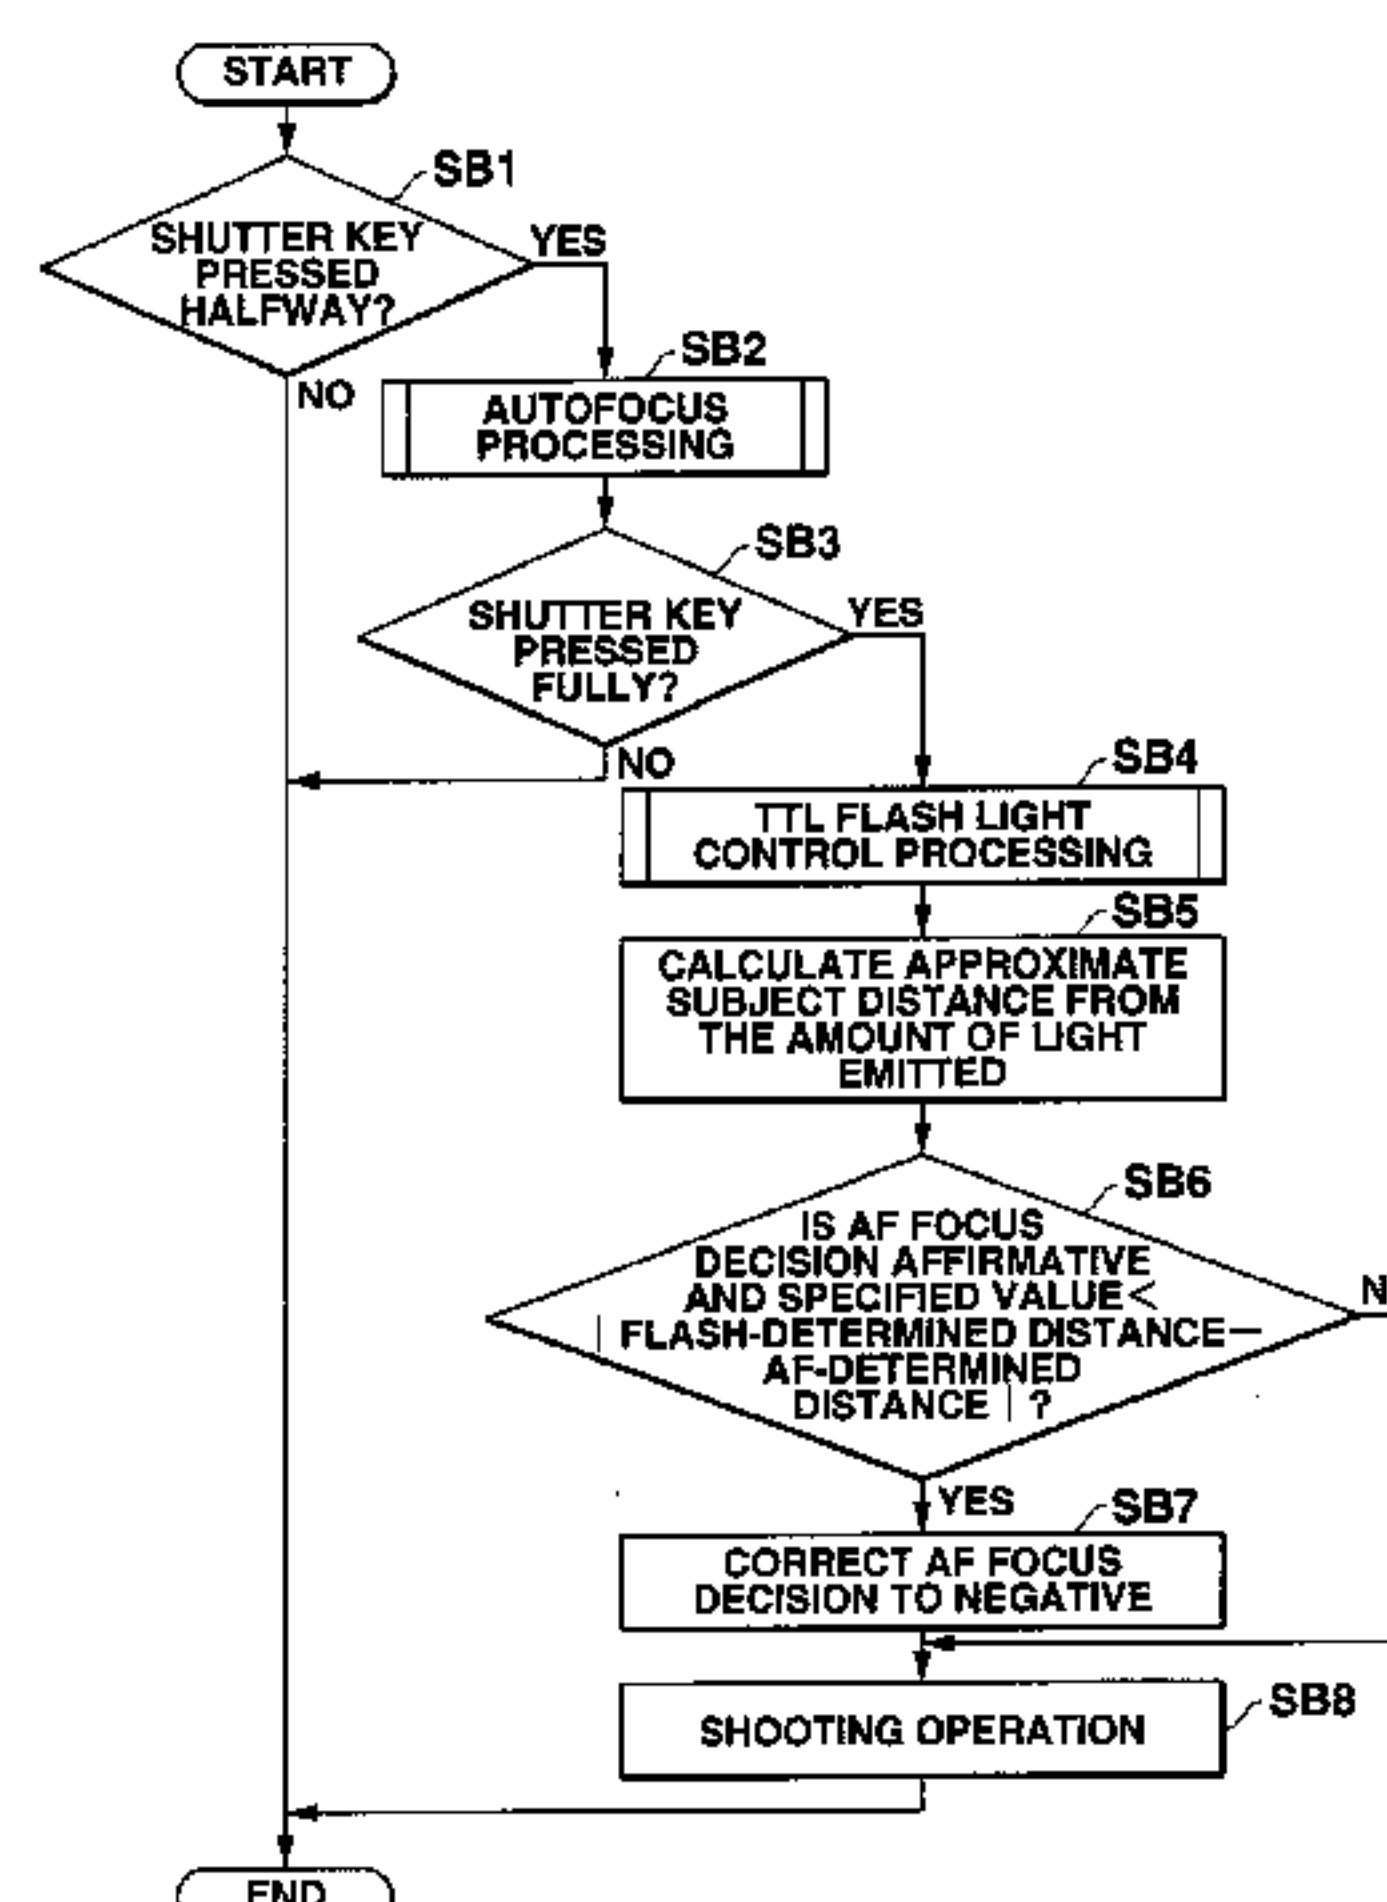 START
SB1
SHUTTER KEY
PRESSED
HALFWAY?
YES
NO
SB2
AUTOFOCUS
PROCESSING
SB3
SHUTTER KEY
PRESSED
FULLY?
YES
NO
SB4
TTL FLASH LIGHT
CONTROL PROCESSING
SB5
CALCULATE APPROXIMATE
SUBJECT DISTANCE FROM
THE AMOUNT OF LIGHT
EMITTED
SB6
IS AF FOCUS
DECISION AFFIRMATIVE
AND SPECIFIED VALUE<
| FLASH-DETERMINED DISTANCE—
AF-DETERMINED
DISTANCE | ?
YES
SB7
CORRECT AF FOCUS
DECISION TO NEGATIVE
SB8
SHOOTING OPERATION
END